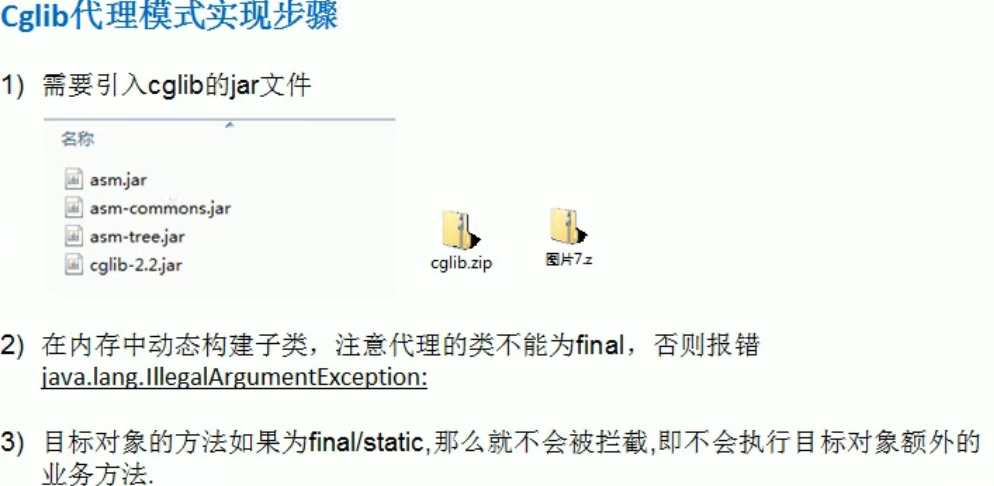 Cglib代理模式实现步骤
1) 需要引入cglib的jar文件
名称
asm.jar
asm-commons.jar
asm-tree.jar
cglib-2.2.jar
cglib.zip
图片7.z
2) 在内存中动态构建子类，注意代理的类不能为final，否则报错
java.lang.IllegalArgumentException:
3) 目标对象的方法如果为final/static,那么就不会被拦截,即不会执行目标对象额外的
业务方法.